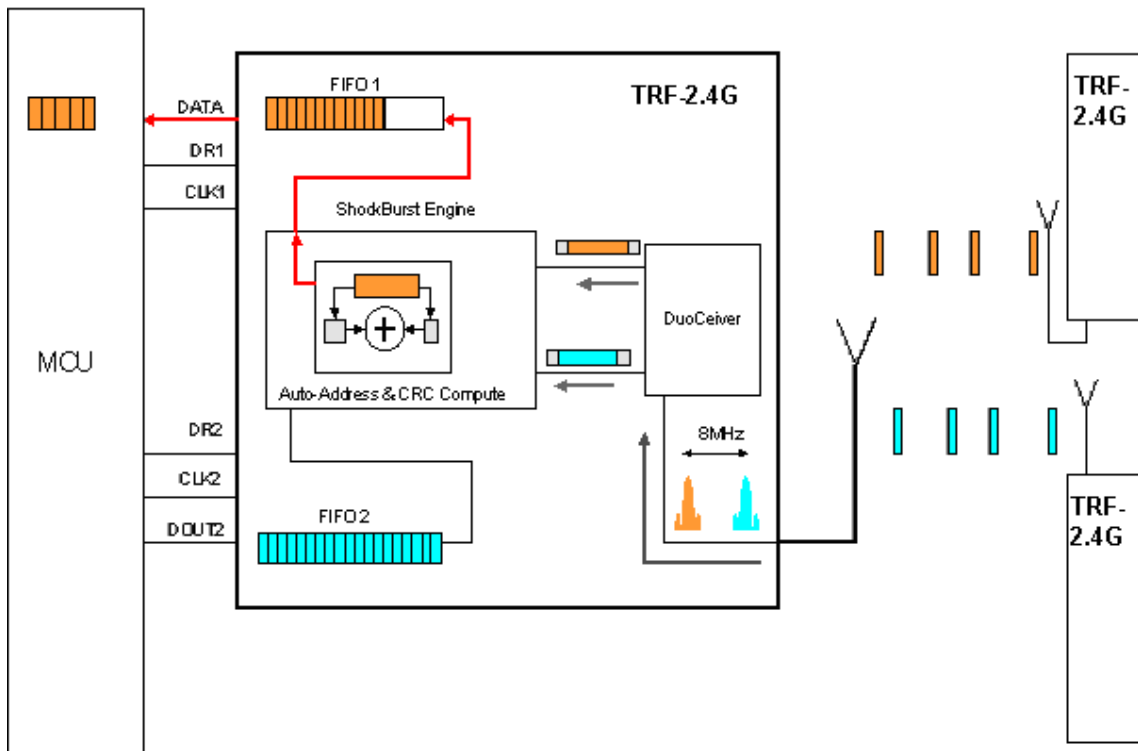 FIFO 1
TRF-2.4G
TRF-
2.4G
DATA
DR1
CLK1
ShockBurst Engine
DuoCeiver
MCU
Auto-Address & CRC Compute
8MHz
DR2
CLK2
DOUT2
FIFO 2
TRF-
2.4G